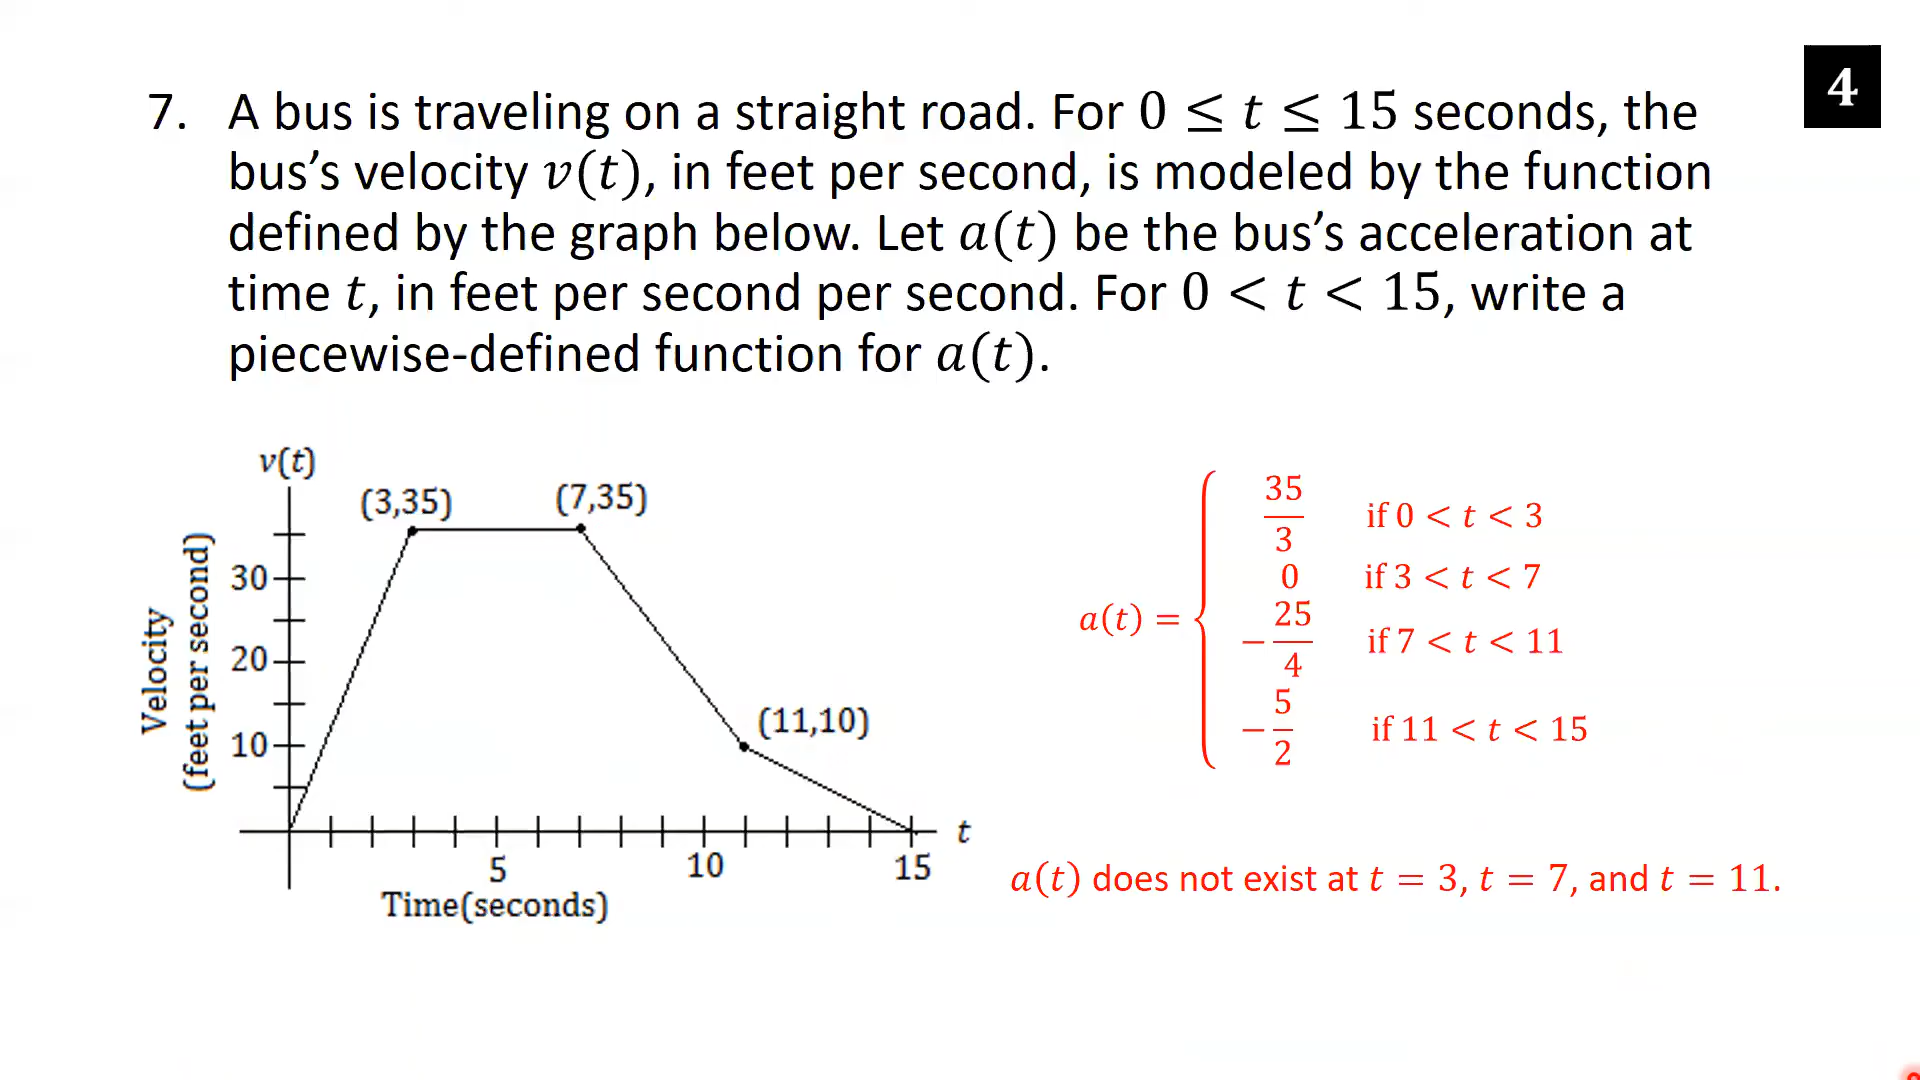 4
7. A bus is traveling on a straight road. For 0 ≤ t ≤ 15 seconds, the
bus’s velocity v(t), in feet per second, is modeled by the function
defined by the graph below. Let a(t) be the bus’s acceleration at
time t, in feet per second per second. For 0 < t < 15, write a
piecewise-defined function for a(t).
v(t)
(3,35)
(7,35)
30
20
10
(11,10)
Velocity
(feet per second)
t
5
10
15
Time(seconds)
a(t) = {
35/3 if 0 < t < 3
0 if 3 < t < 7
−25/4 if 7 < t < 11
−5/2 if 11 < t < 15
a(t) does not exist at t = 3, t = 7, and t = 11.